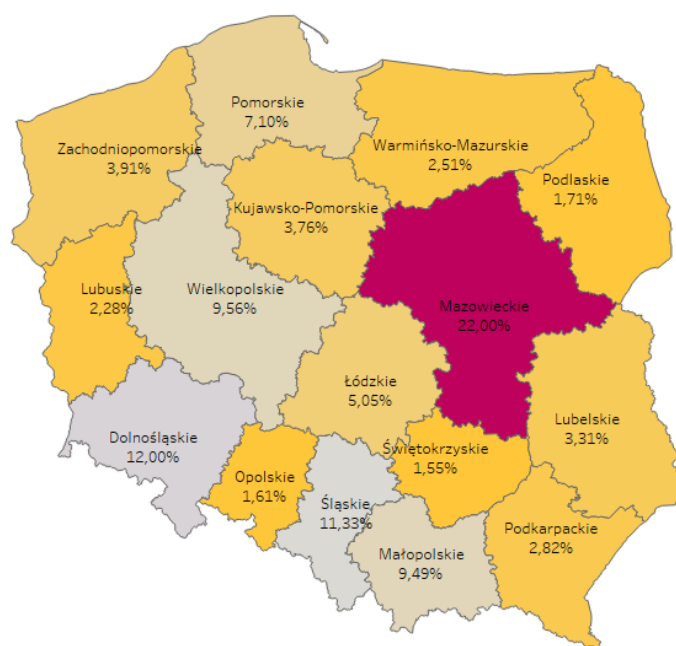 Pomorskie
7,10%
Zachodniopomorskie
3,91%
Warmińsko-Mazurskie
2,51%
Podlaskie
1,71%
Kujawsko-Pomorskie
3,76%
Lubuskie
2,28%
Wielkopolskie
9,56%
Mazowieckie
22,00%
Łódzkie
5,05%
Lubelskie
3,31%
Dolnośląskie
12,00%
Opolskie
1,61%
Śląskie
11,33%
Świętokrzyskie
1,55%
Małopolskie
9,49%
Podkarpackie
2,82%